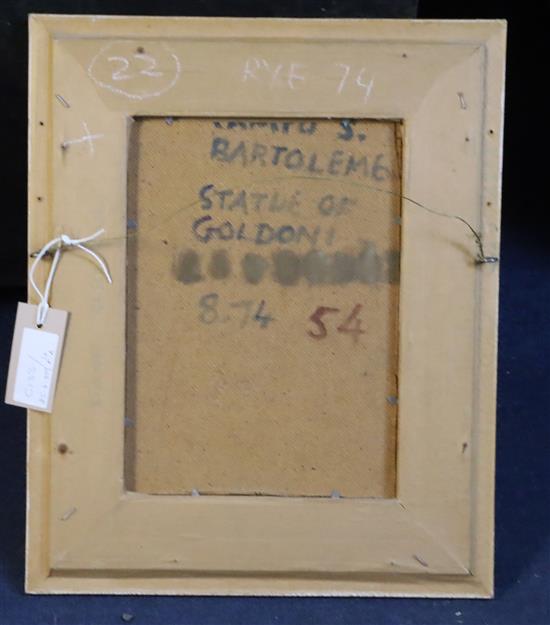 22
RYE 74
S.
BARTOLEME
STATUE OF
GOLDONI
8.74 54